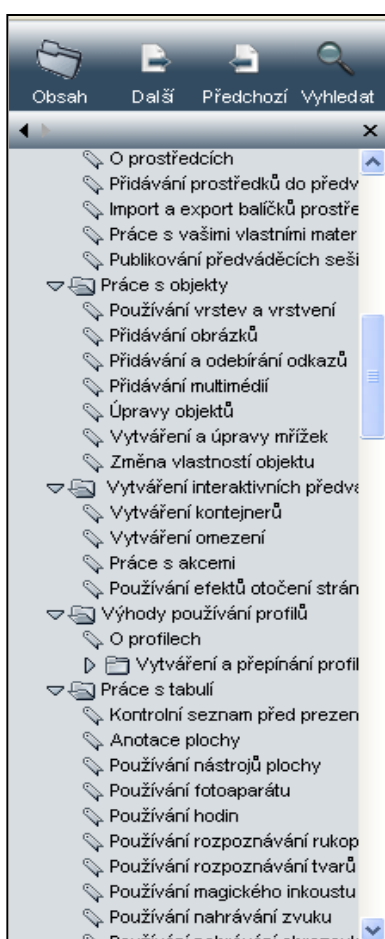 Obsah Další Předchozí Vyhledat
O prostředcích
Přidávání prostředků do předv
Import a export balíčků prostře
Práce s vašimi vlastními mater
Publikování předváděcích seši
Práce s objekty
Používání vrstev a vrstvení
Přidávání obrázků
Přidávání a odebírání odkazů
Přidávání multimédií
Úpravy objektů
Vytváření a úpravy mřížek
Změna vlastností objektu
Vytváření interaktivních předvá
Vytváření kontejnerů
Vytváření omezení
Práce s akcemi
Používání efektů otočení strán
Výhody používání profilů
O profilech
Vytváření a přepínání profil
Práce s tabulí
Kontrolní seznam před prezen
Anotace plochy
Používání nástrojů plochy
Používání fotoaparátu
Používání hodin
Používání rozpoznávání rukop
Používání rozpoznávání tvarů
Používání magického inkoustu
Používání nahrávání zvuku